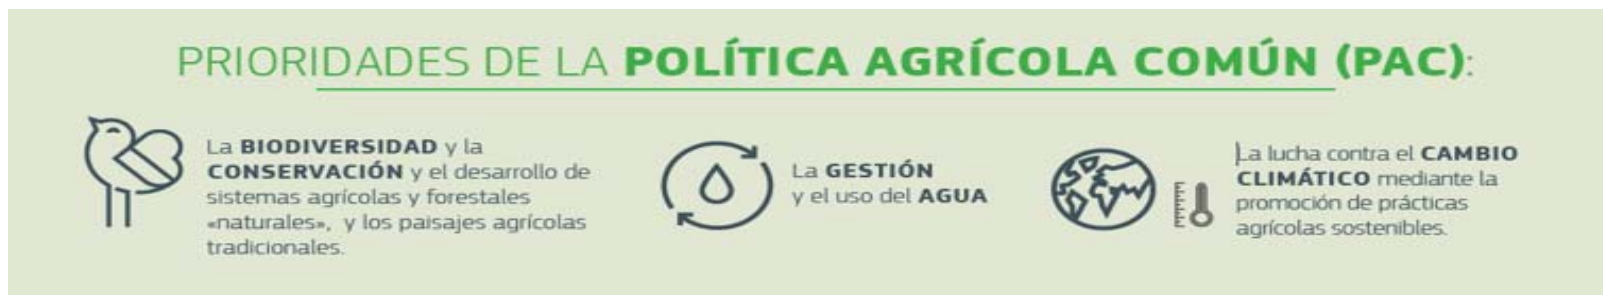 PRIORIDADES DE LA POLÍTICA AGRÍCOLA COMÚN (PAC):
La BIODIVERSIDAD y la
CONSERVACIÓN y el desarrollo de
sistemas agrícolas y forestales
«naturales», y los paisajes agrícolas
tradicionales.
La GESTIÓN
y el uso del AGUA
La lucha contra el CAMBIO
CLIMÁTICO mediante la
promoción de prácticas
agrícolas sostenibles.